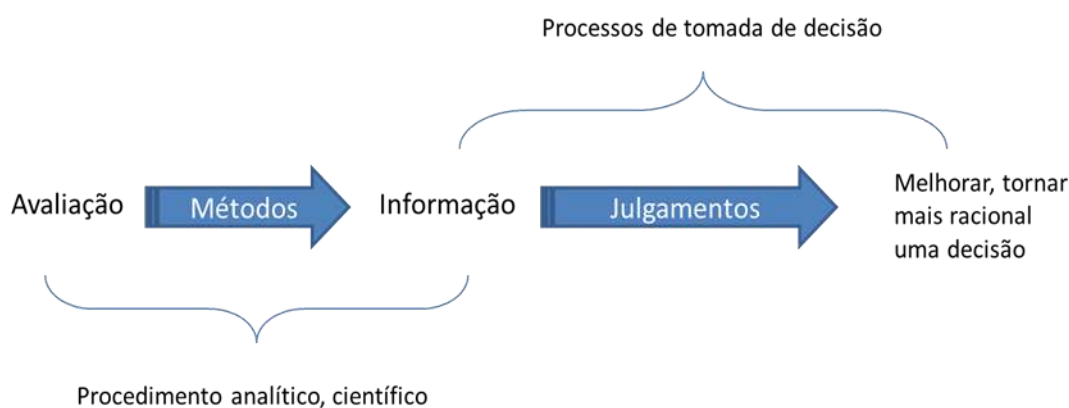 Processos de tomada de decisão
Avaliação
Métodos
Informação
Julgamentos
Melhorar, tornar
mais racional
uma decisão
Procedimento analítico, científico